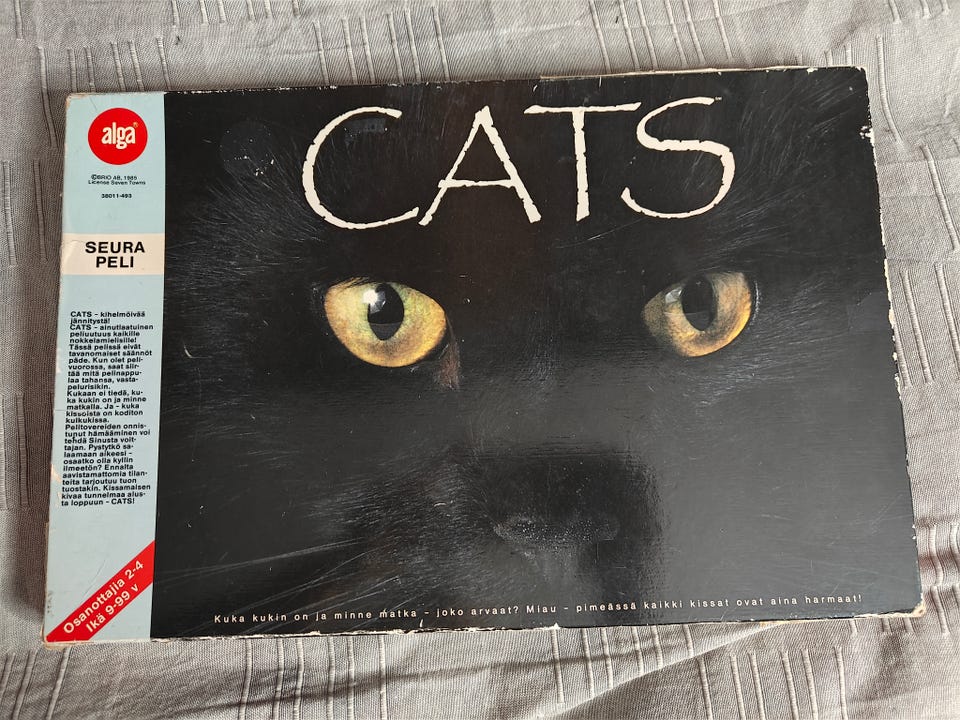 alga
©BRIO AB, 1985
License Seven Towns
38011-493
SEURA
PELI
CATS – kihelmöivää
jännitystä!
CATS – ainutlaatuinen
peliuutuus kaikille
nokkelamielisille!
Tässä pelissä eivät
tavanomaiset säännöt
päde. Kun olet peli-
vuorossa, saat siir-
tää mitä pelinappu-
laa tahansa, vasta-
pelurisikin.
Kukaan ei tiedä, ku-
ka kukin on ja minne
matkalla. Ja – kuka
kissoista on koditon
kulkukissa.
Pelitovereiden onnis-
tunut hämääminen voi
tehdä Sinusta voit-
tajan. Pystytkö sa-
laamaan aikeesi –
osaatko olla kyllin
ilmeetön? Ennalta
aavistamattomia tilan-
teita tarjoutuu tuon
tuostakin. Kissamaisen
kivaa tunnelmaa alus-
ta loppuun – CATS!
Osanottajia 2-4
Ikä 9-99 v
CATS
Kuka kukin on ja minne matka – joko arvaat? Miau – pimeässä kaikki kissat ovat aina harmaat!